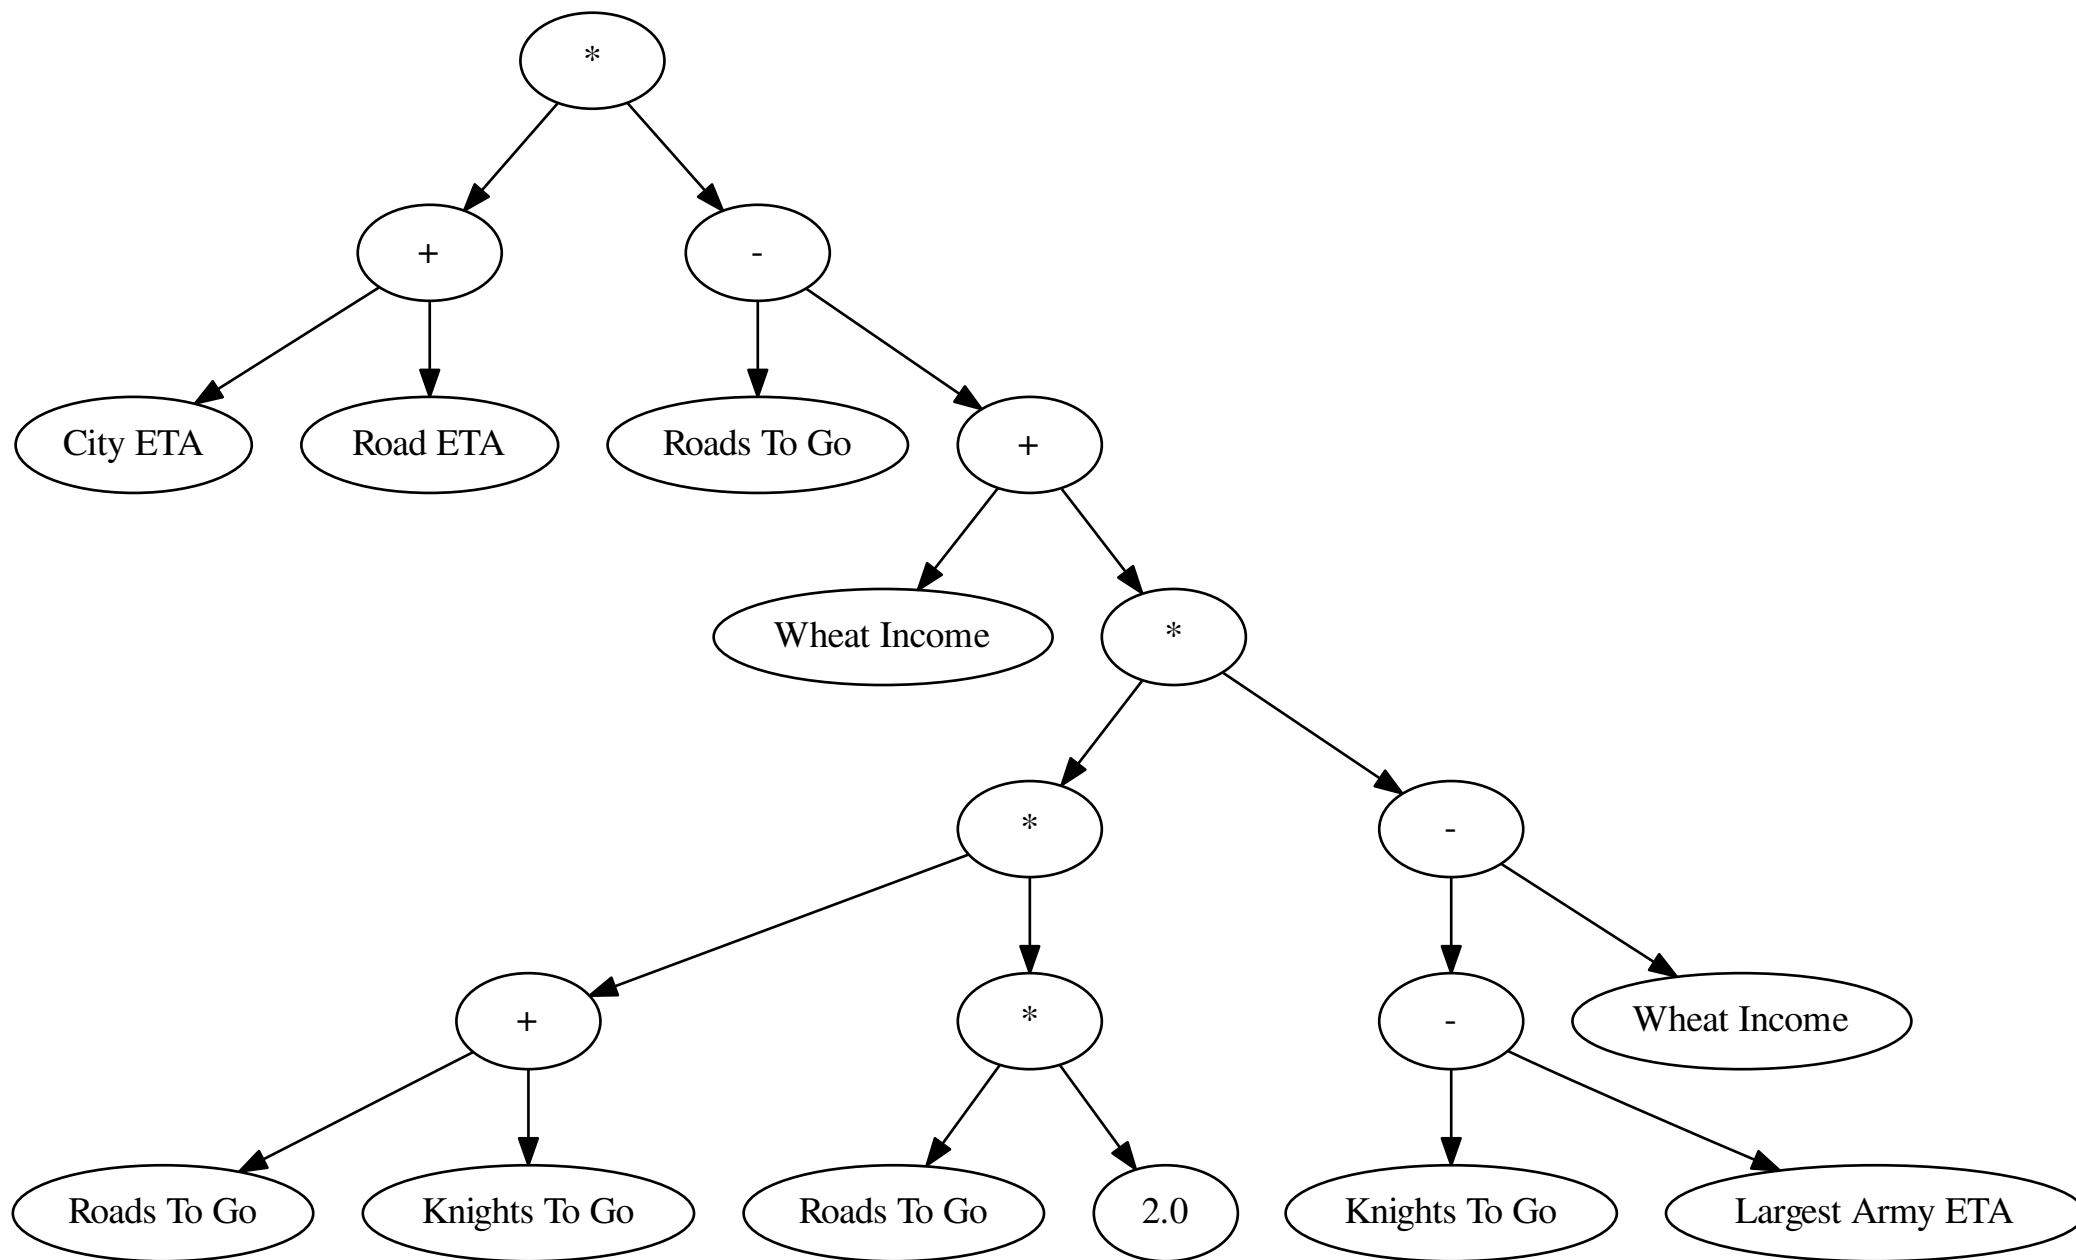 *
+ -
City ETA Road ETA Roads To Go +
Wheat Income *
* -
+ * - Wheat Income
Roads To Go Knights To Go Roads To Go 2.0 Knights To Go Largest Army ETA